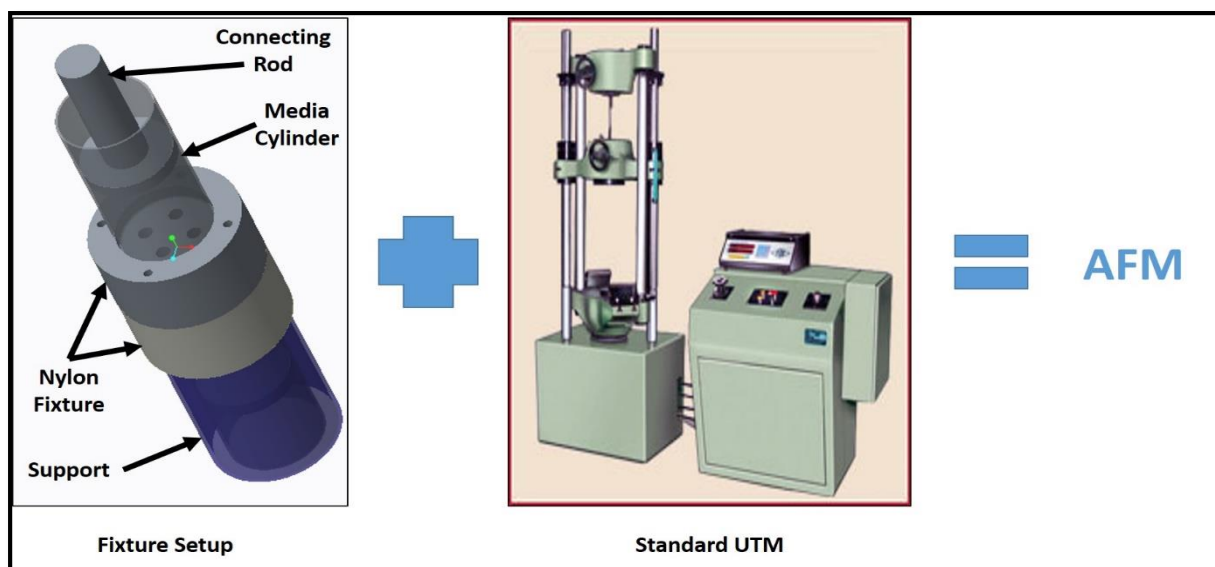 Connecting
Rod
Media
Cylinder
Nylon
Fixture
Support
AFM
Fixture Setup
Standard UTM